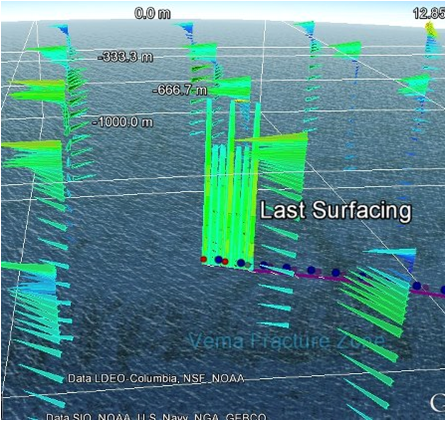 0.0 m
12.85
-333.3 m
-666.7 m
-1000.0 m
Last Surfacing
Vema Fracture Zone
Data LDEO-Columbia, NSF, NOAA
Data SIO, NOAA, U.S. Navy, NGA, GEBCO